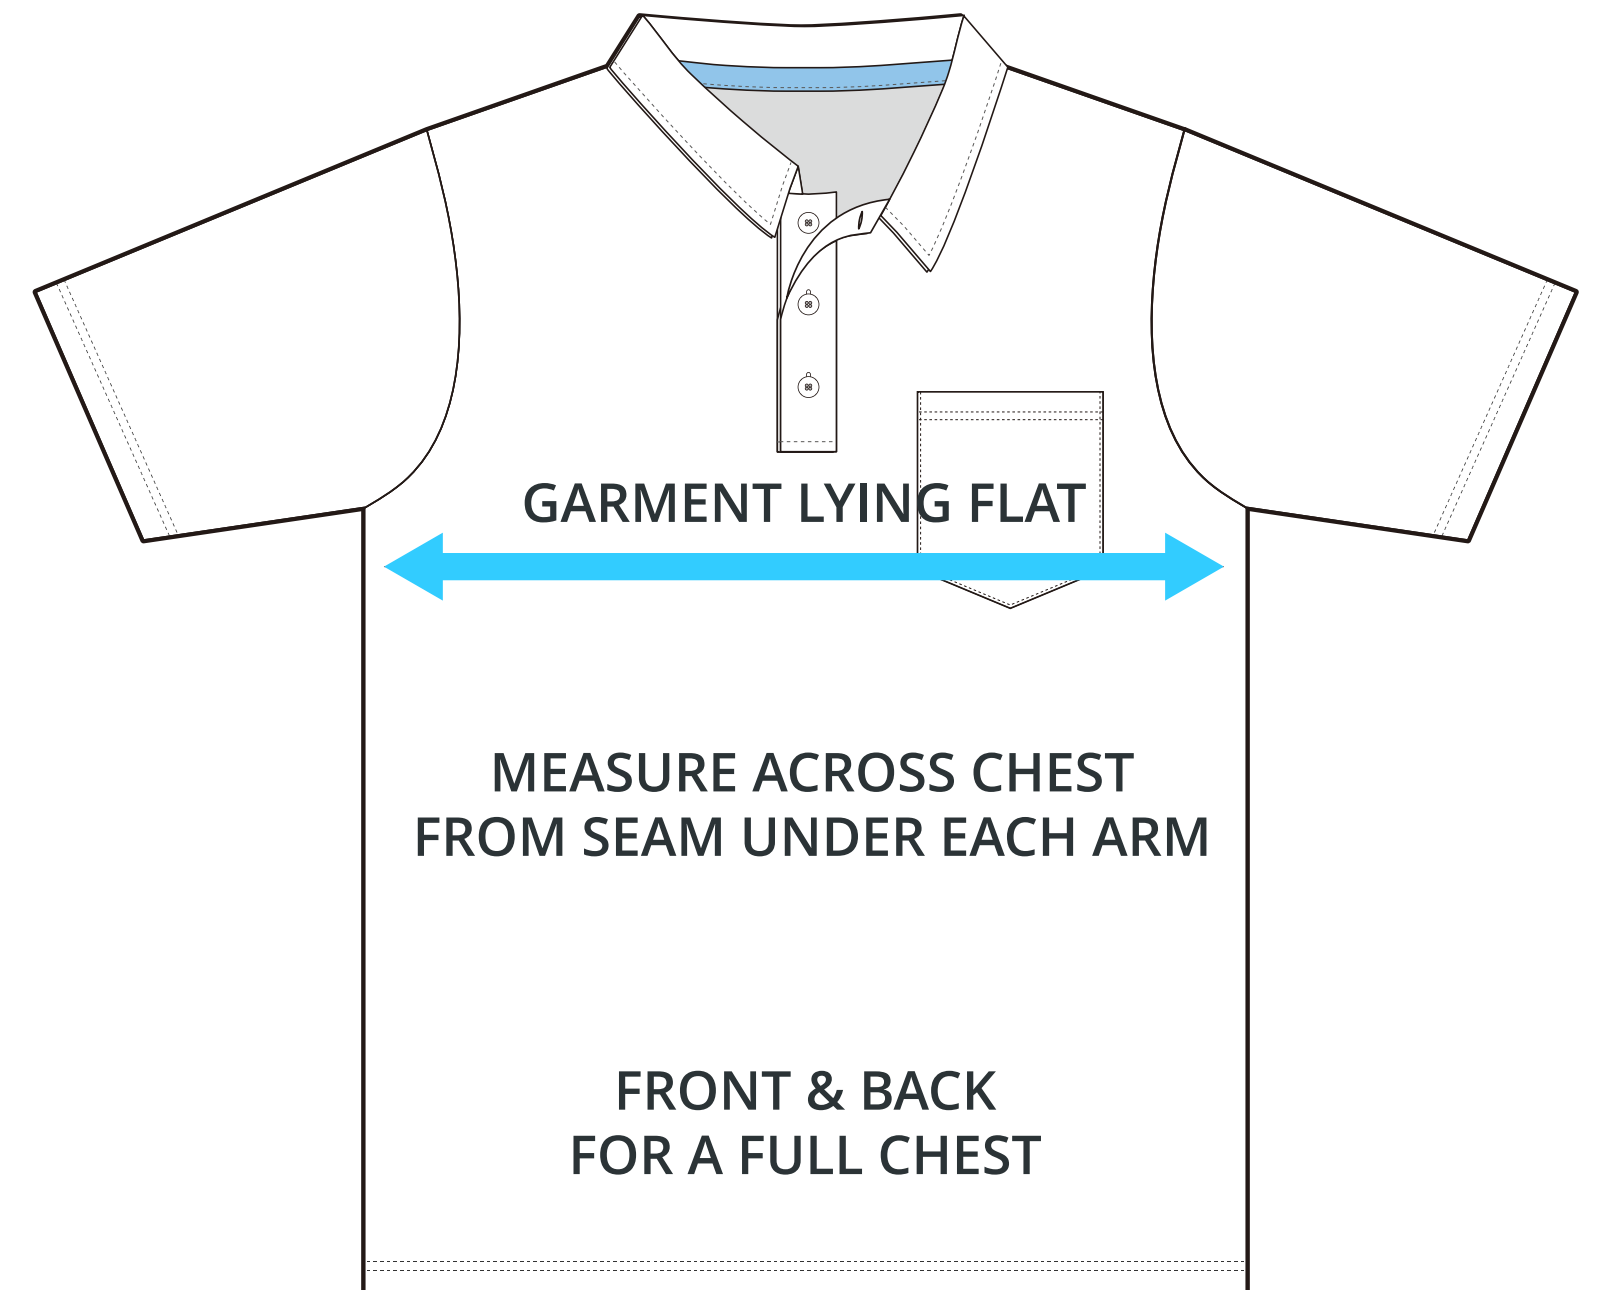 GARMENT LYING FLAT
MEASURE ACROSS CHEST
FROM SEAM UNDER EACH ARM
FRONT & BACK
FOR A FULL CHEST